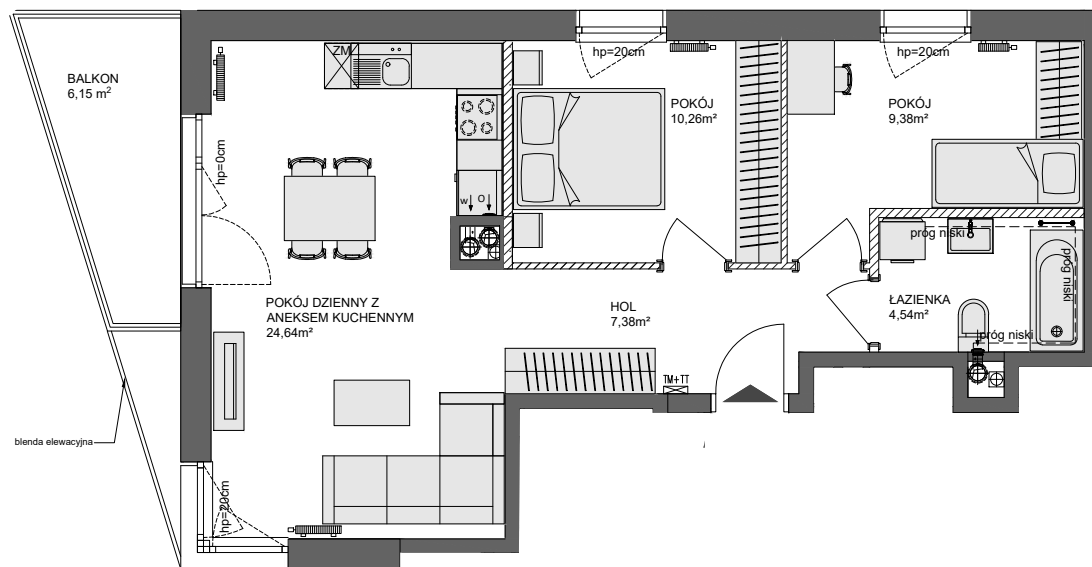 BALKON
6,15 m²
ZM
hp=20cm
hp=20cm
POKÓJ
10,26m²
POKÓJ
9,38m²
hp=0cm
w
O
próg niski
próg niski
POKÓJ DZIENNY Z
ANEKSEM KUCHENNYM
24,64m²
HOL
7,38m²
ŁAZIENKA
4,54m²
próg niski
TM+TT
blenda elewacyjna
hp=20cm